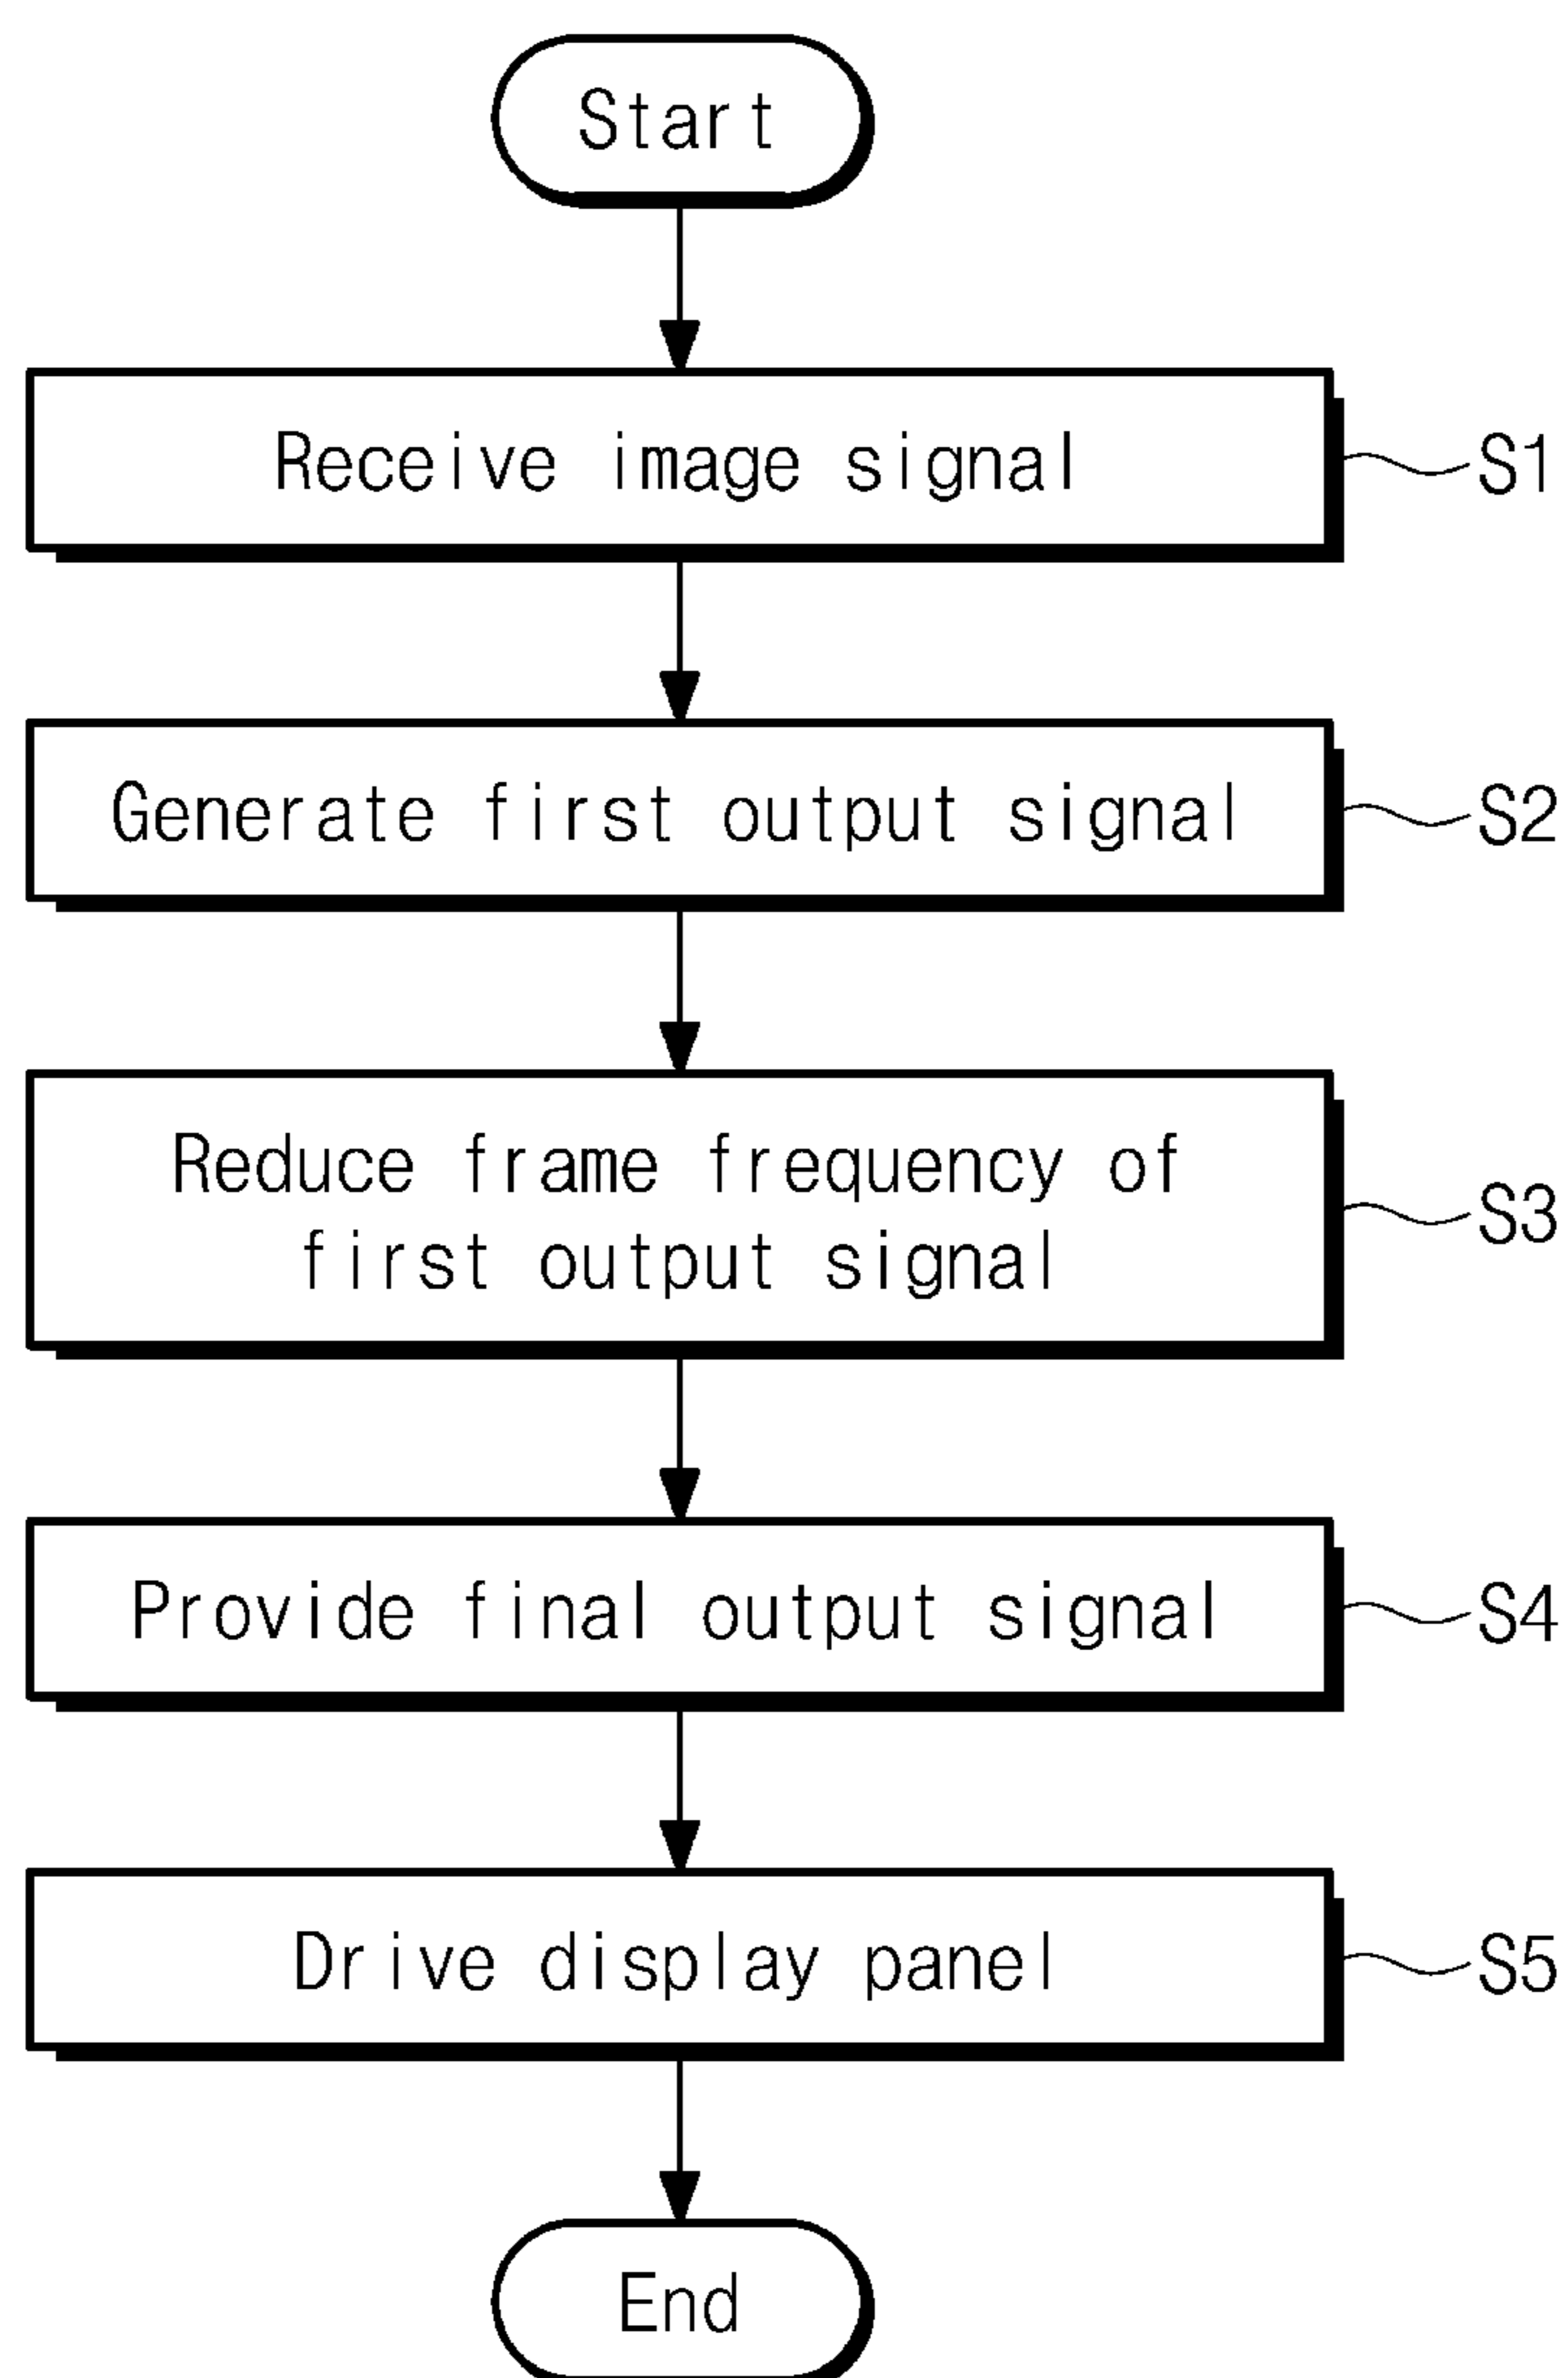 Start
Receive image signal
S1
Generate first output signal
S2
Reduce frame frequency of
first output signal
S3
Provide final output signal
S4
Drive display panel
S5
End